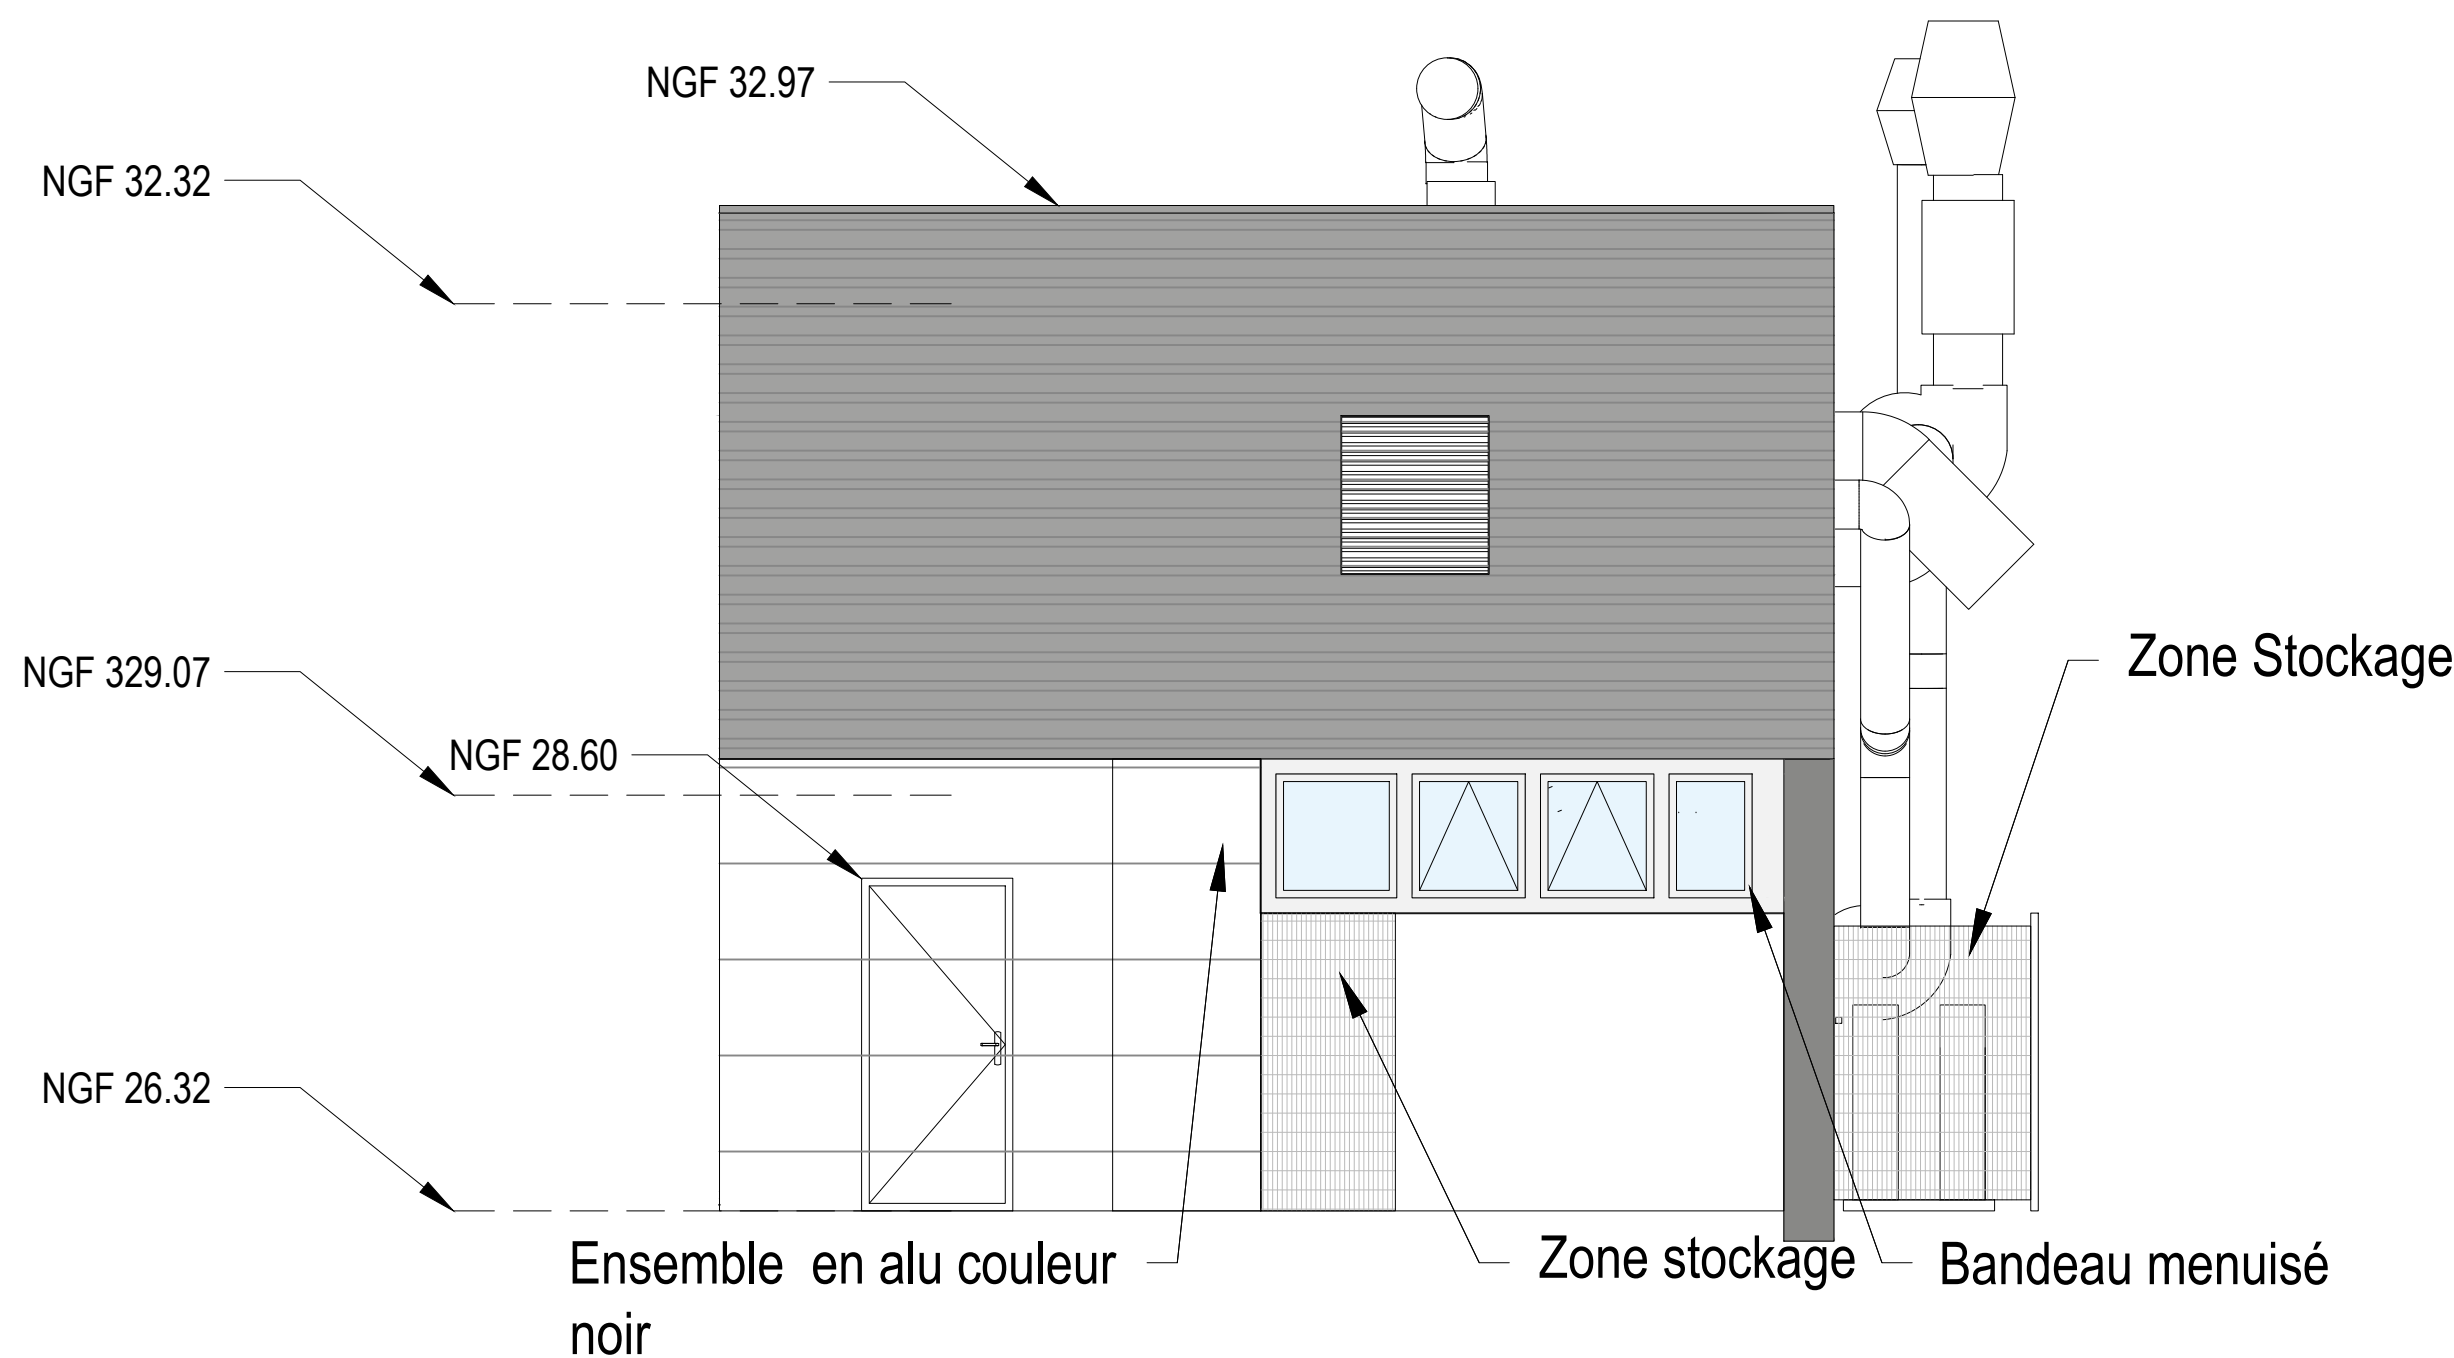 NGF 32.97
NGF 32.32
NGF 329.07
Zone Stockage
NGF 28.60
NGF 26.32
Ensemble  en alu couleur
noir
Zone stockage
Bandeau menuisé